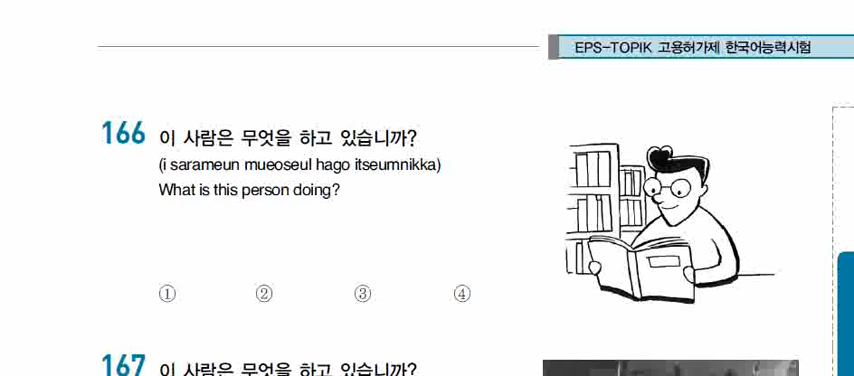 EPS-TOPIK 고용허가제 한국어능력시험
166 이 사람은 무엇을 하고 있습니까?
(i sarameun mueoseul hago itseumnikka)
What is this person doing?
① ② ③ ④
167 이 사람은 무엇을 하고 있습니까?